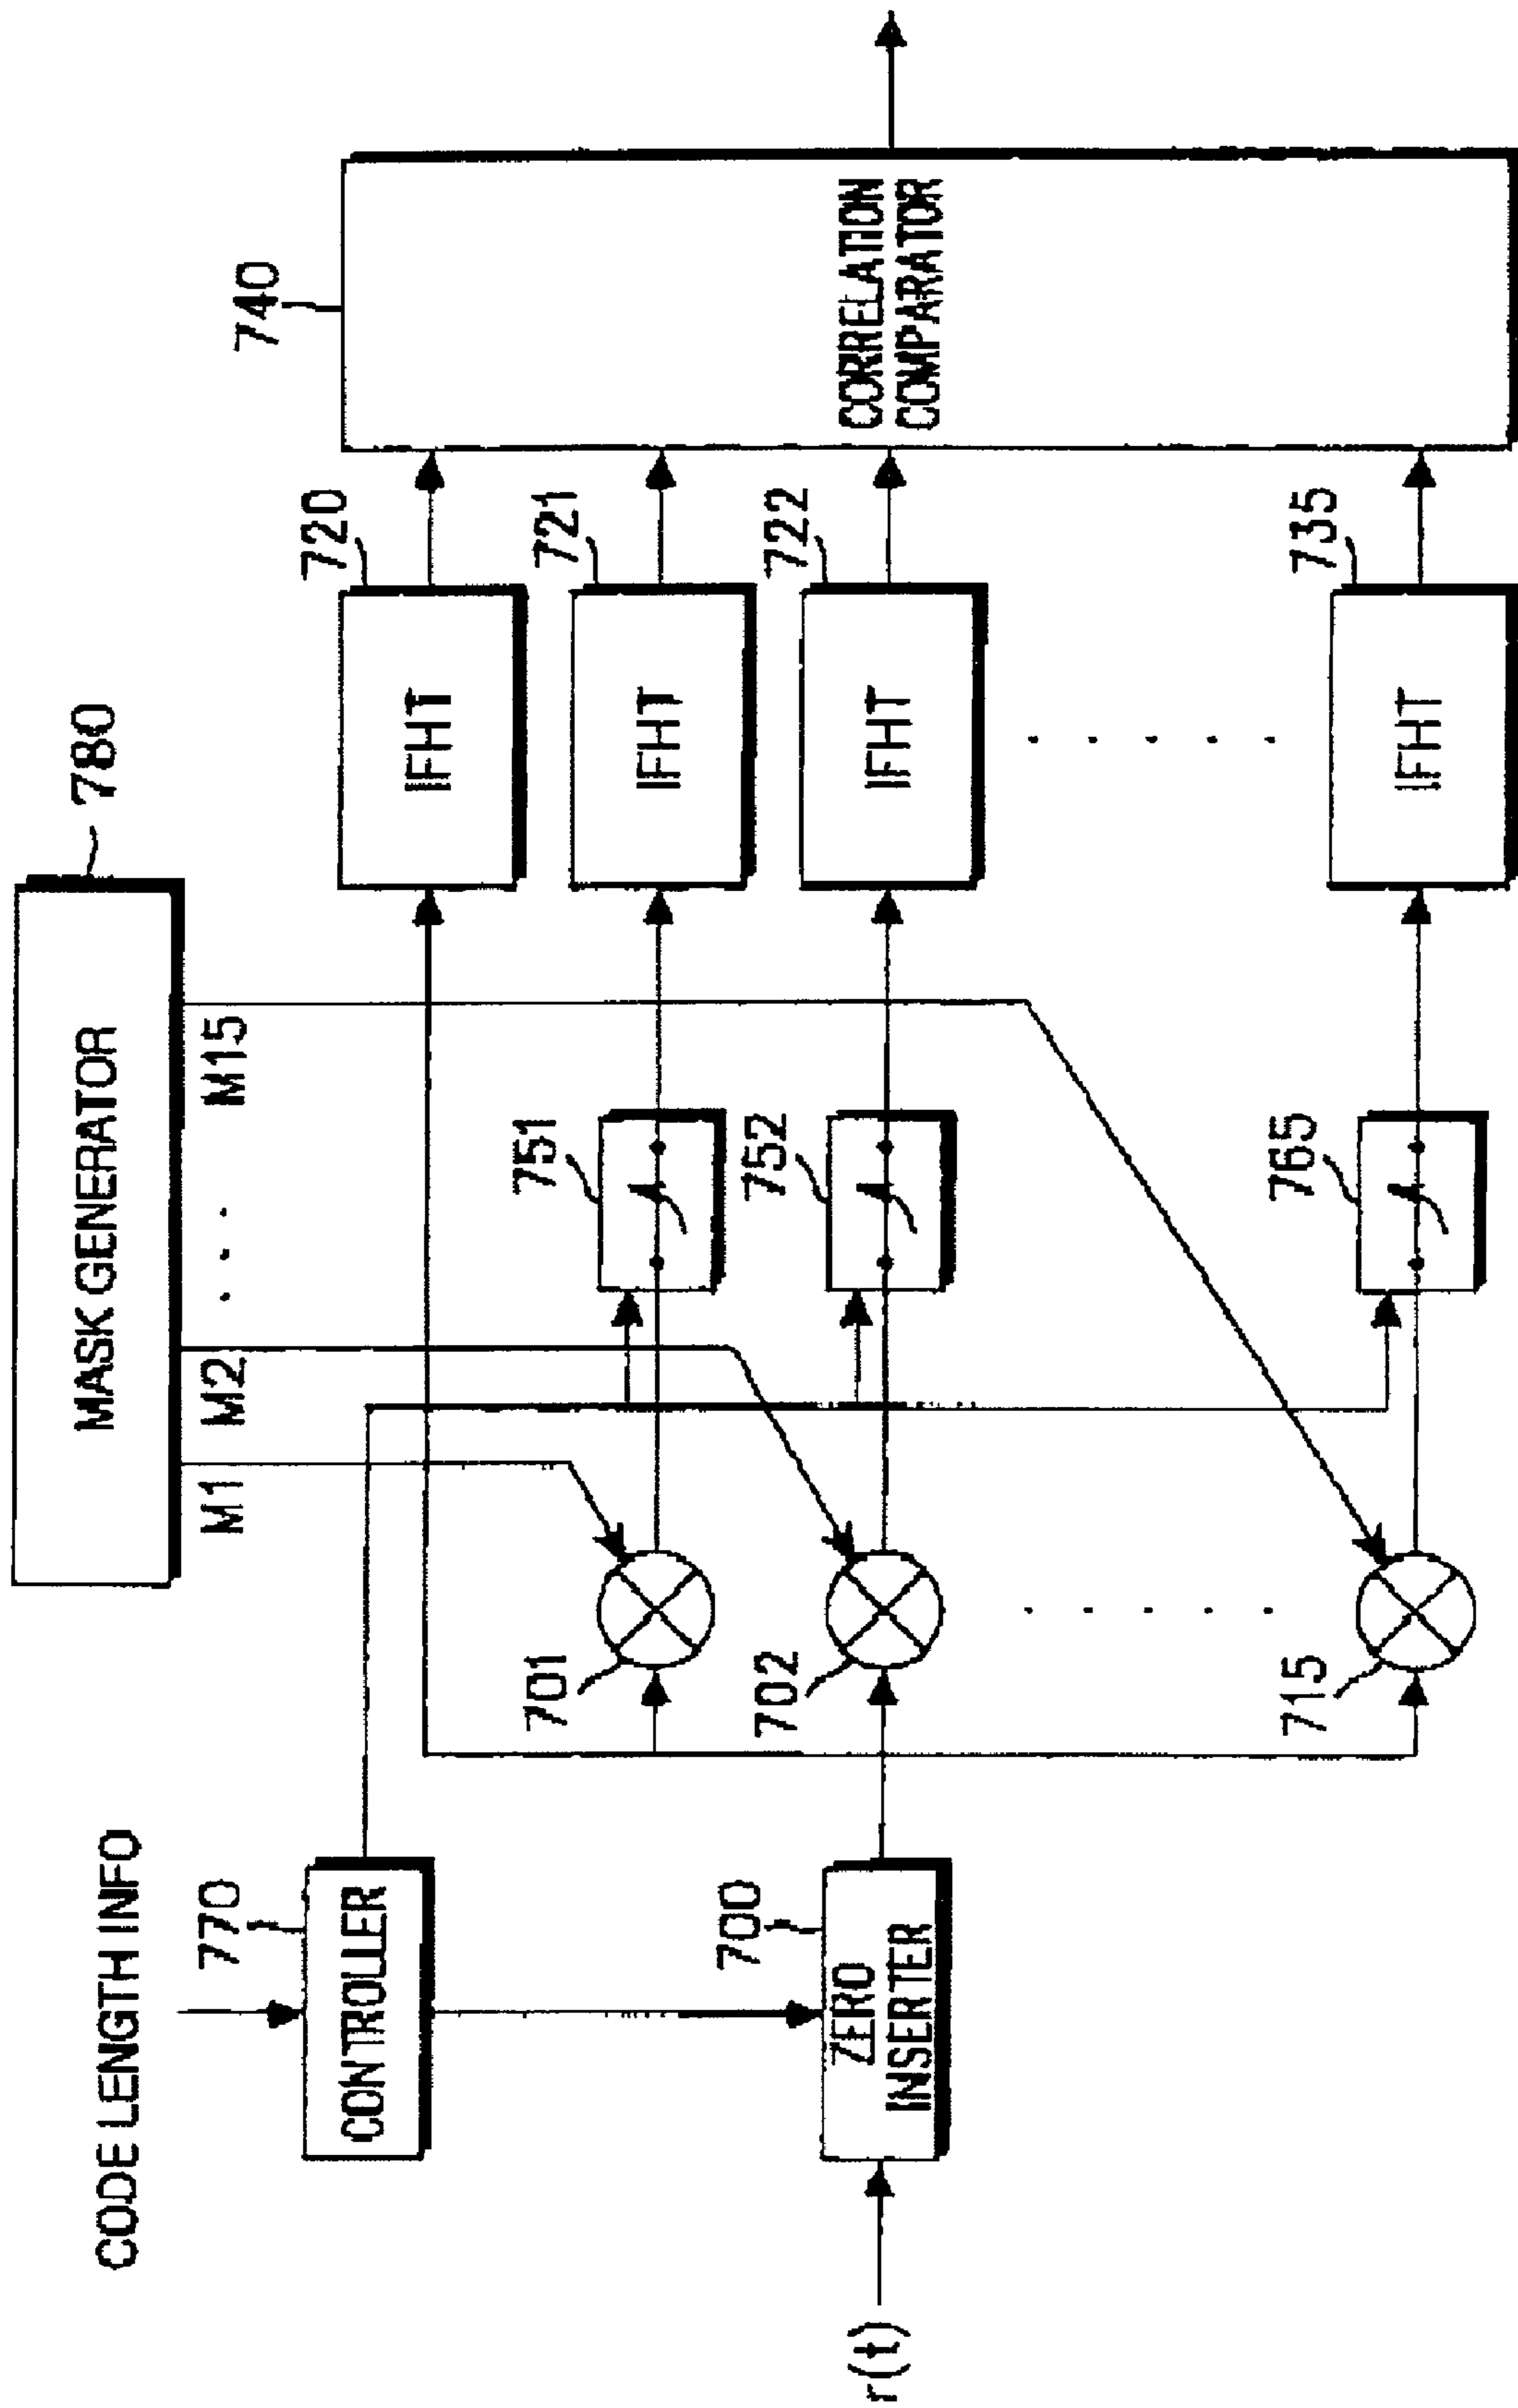 MASK GENERATOR
780
M1
M2
. . .
M15
CODE LENGTH INFO
770
CONTROLLER
740
CORRELATION
COMPARATOR
720
IFHT
701
751
721
IFHT
r(t)
700
ZERO
INSERTER
702
752
722
IFHT
. . . . .
. . . . .
715
765
735
IFHT